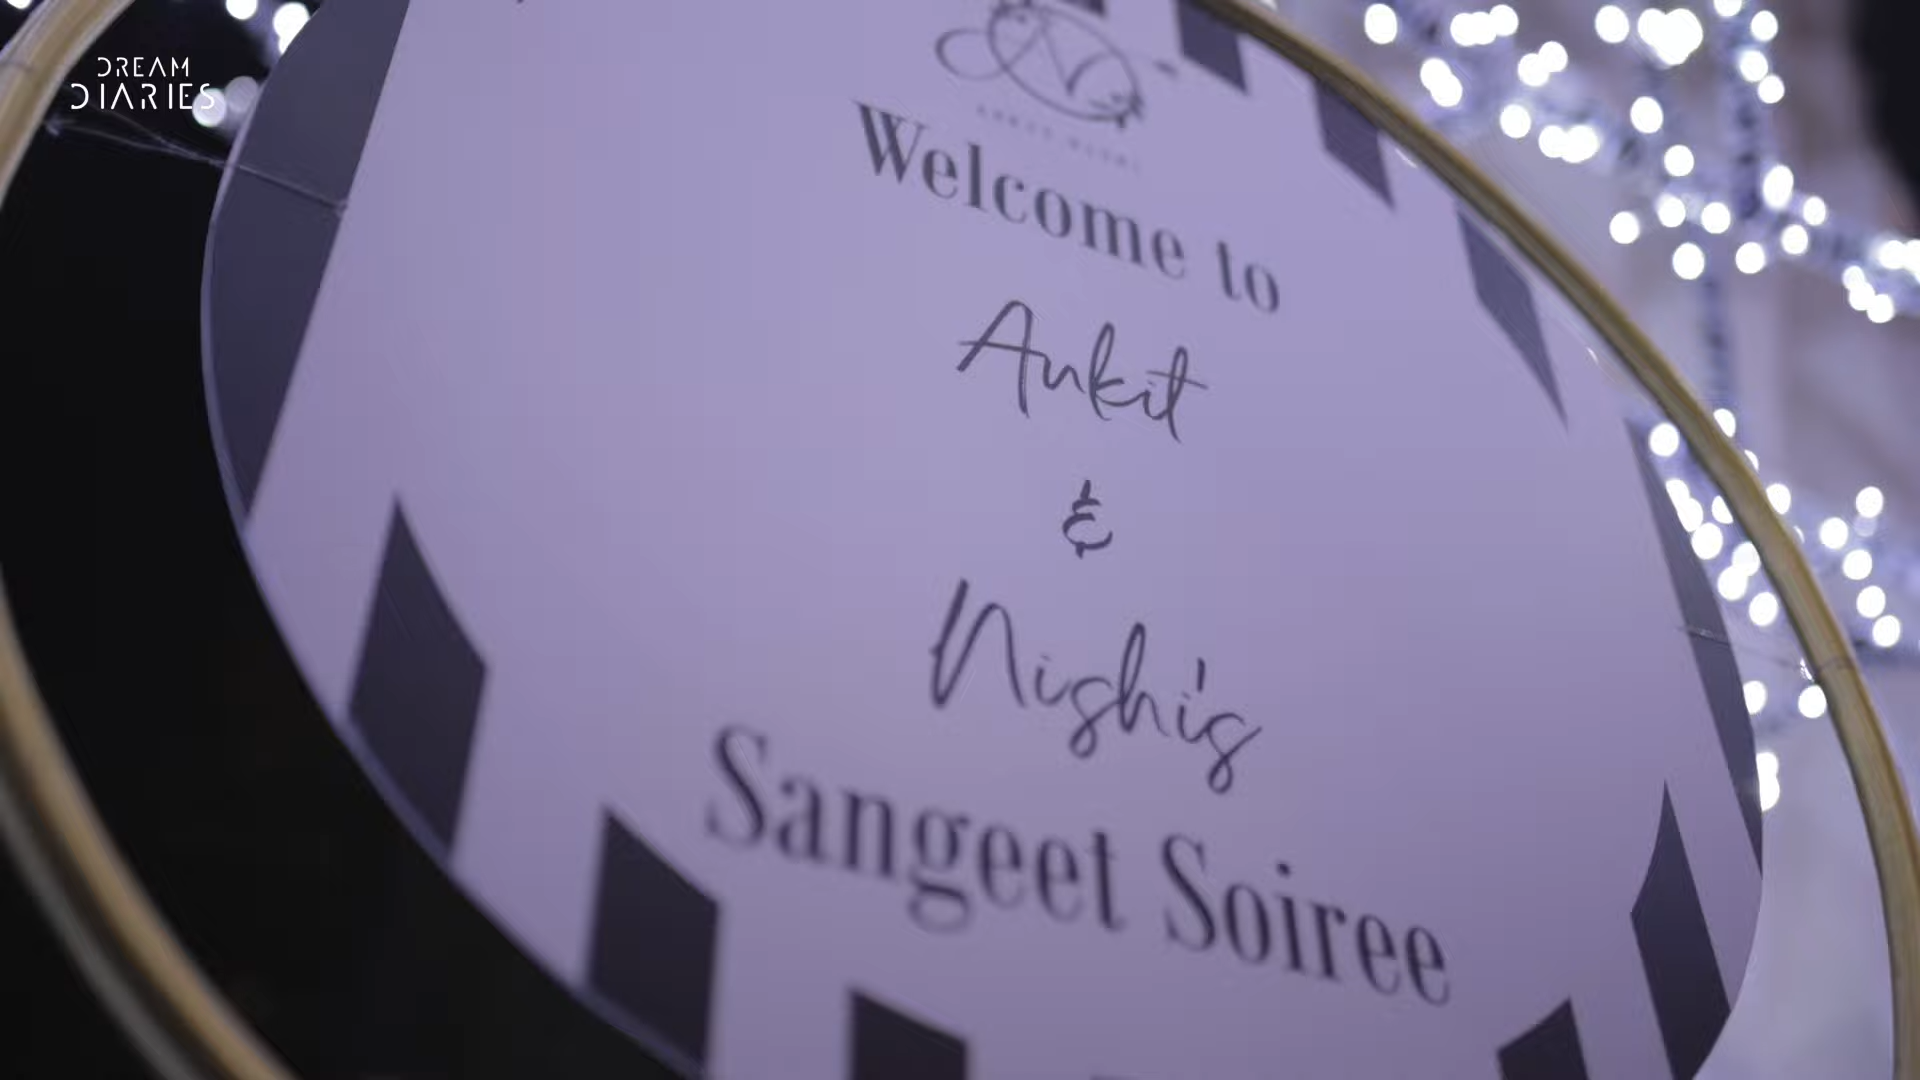 DREAM
DIARIES
Welcome to
Ankit
&
Nishi's
Sangeet Soiree